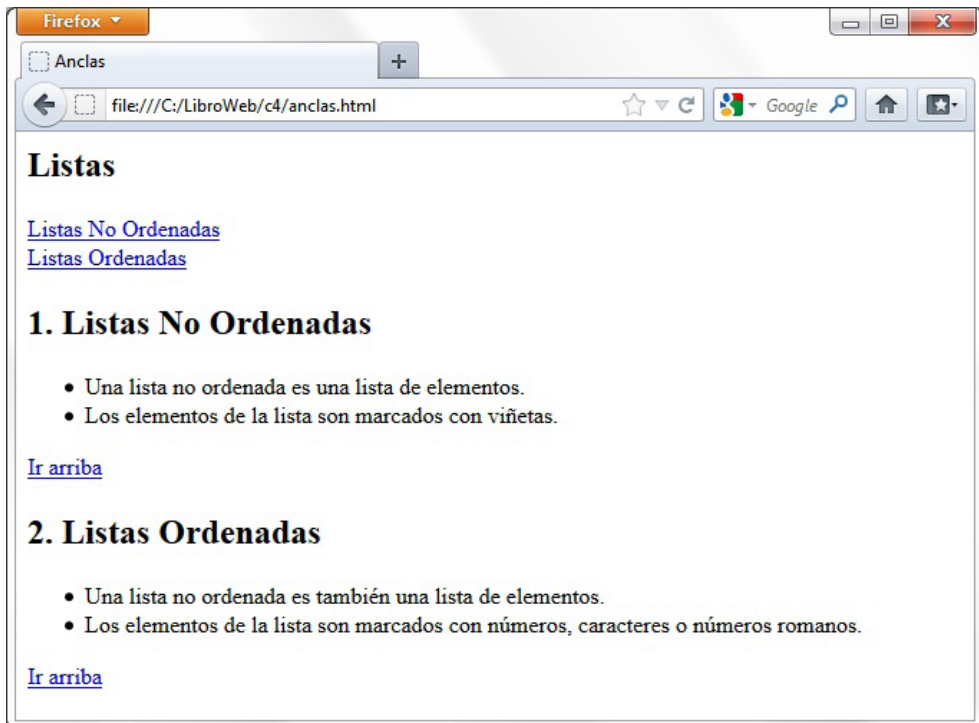 Firefox
Anclas
file:///C:/LibroWeb/c4/anclas.html
Google
Listas
Listas No Ordenadas
Listas Ordenadas
1. Listas No Ordenadas
• Una lista no ordenada es una lista de elementos.
• Los elementos de la lista son marcados con viñetas.
Ir arriba
2. Listas Ordenadas
• Una lista no ordenada es también una lista de elementos.
• Los elementos de la lista son marcados con números, caracteres o números romanos.
Ir arriba